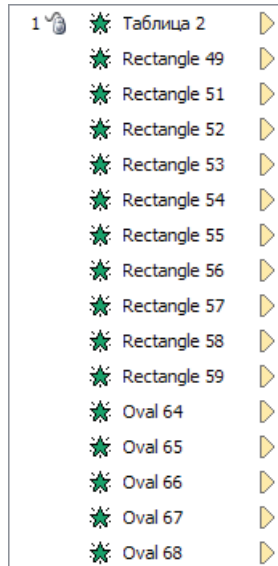 1 Таблица 2
Rectangle 49
Rectangle 51
Rectangle 52
Rectangle 53
Rectangle 54
Rectangle 55
Rectangle 56
Rectangle 57
Rectangle 58
Rectangle 59
Oval 64
Oval 65
Oval 66
Oval 67
Oval 68